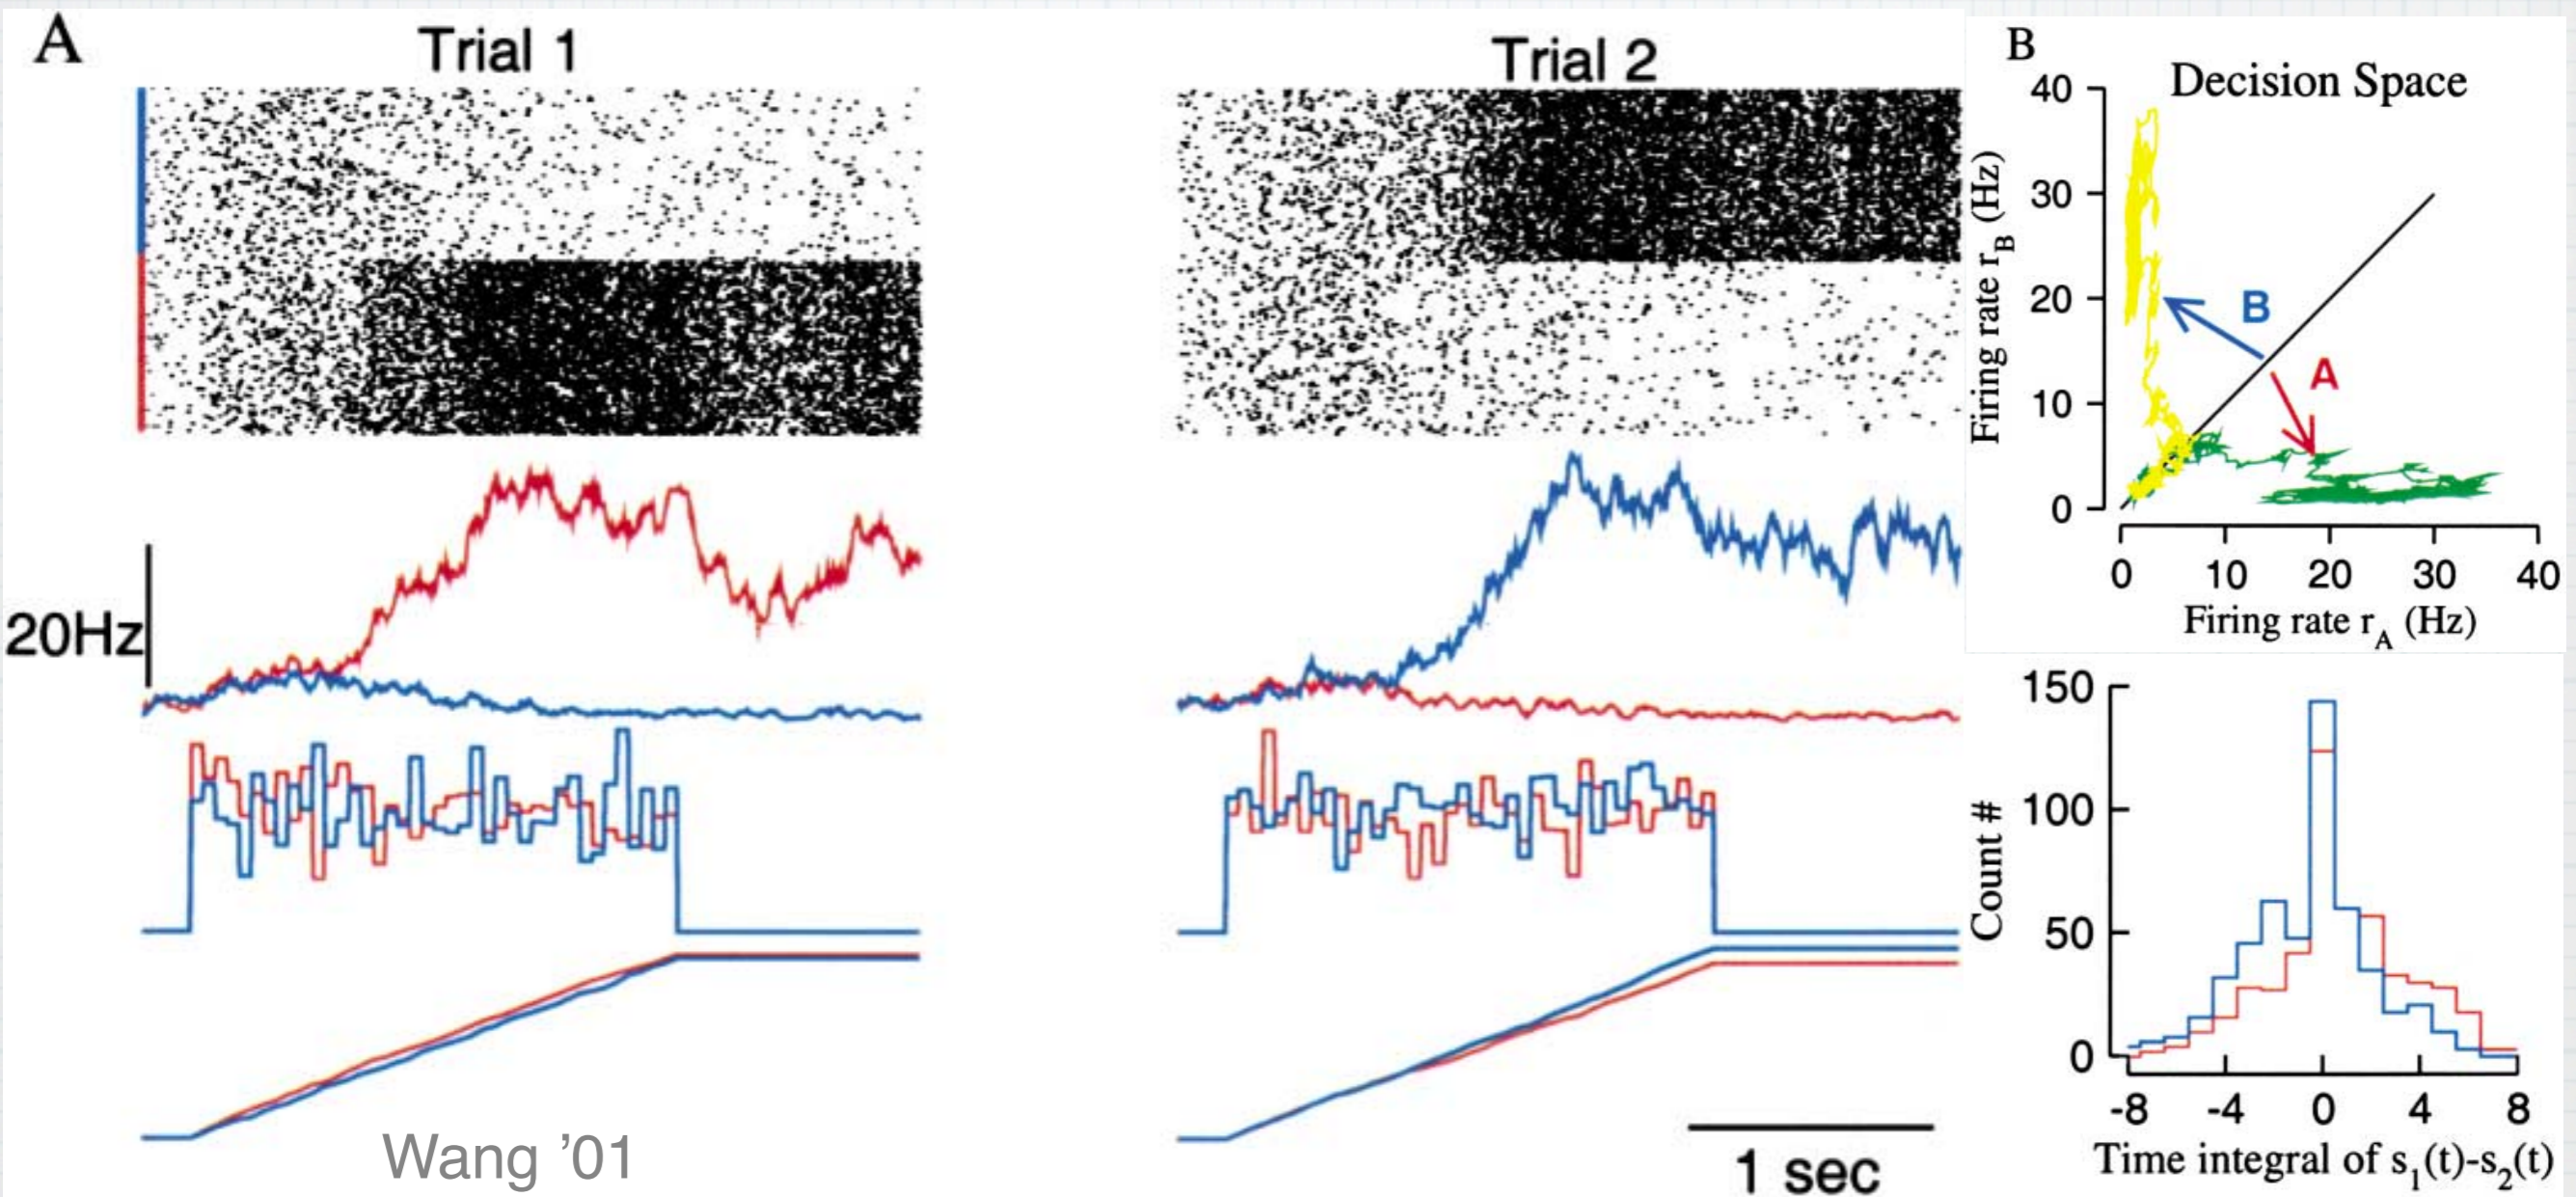 A
Trial 1
Trial 2
20Hz
Wang ’01
1 sec
B
Decision Space
40
30
20
10
0
Firing rate r_B (Hz)
B
A
0 10 20 30 40
Firing rate r_A (Hz)
150
100
50
0
Count #
-8 -4 0 4 8
Time integral of s_1(t)-s_2(t)